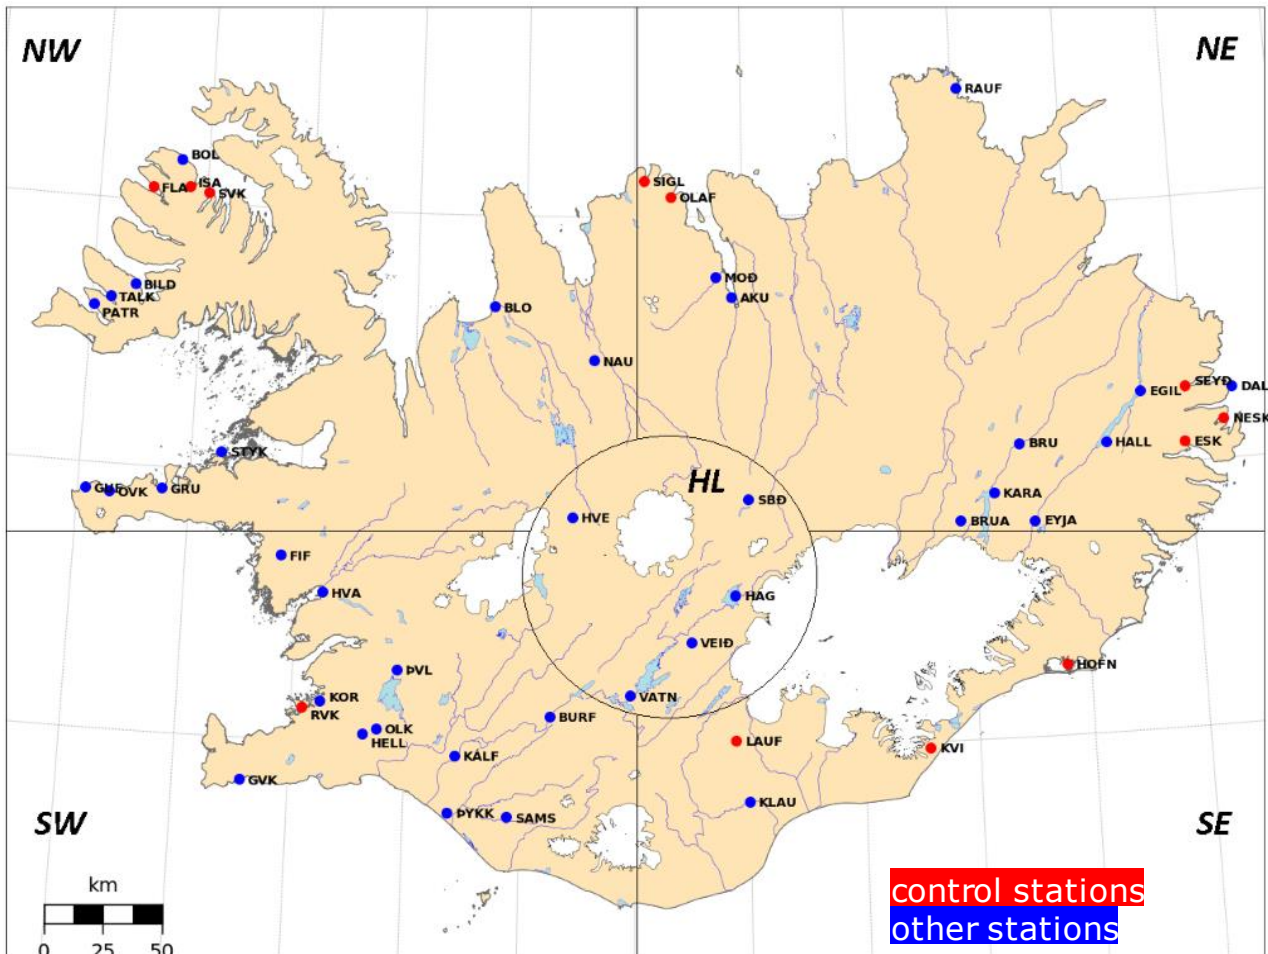 NW
NE
RAUF
BOL
FLA
ISA
SVK
SIGL
OLAF
BILD
TALK
PATR
MOÐ
AKU
BLO
NAU
SEYÐ
DAL
EGIL
NESK
STYK
BRU
HALL
ESK
HL
GUF
OVK
GRU
SBÐ
KARA
HVE
BRUA
EYJA
FIF
HVA
HAG
VEIÐ
HOFN
ÞVL
KOR
RVK
VATN
BURF
OLK
HELL
LAUF
KVI
KÁLF
GVK
KLAU
ÞYKK
SAMS
SW
SE
km
0 25 50
control stations
other stations